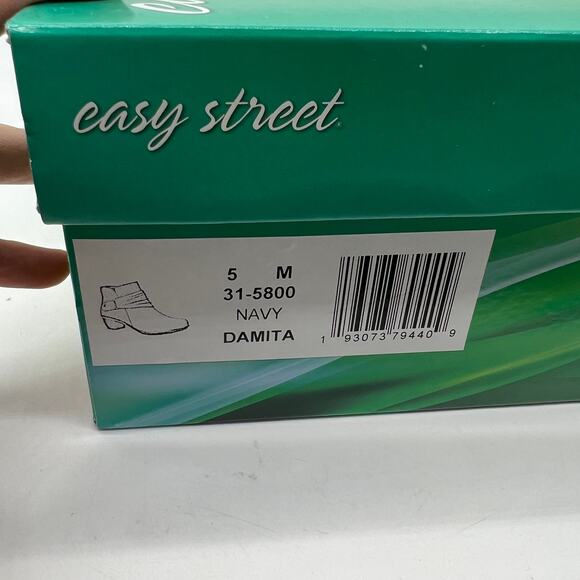 easy street
5 M
31-5800
NAVY
DAMITA
1 93073 79440 9